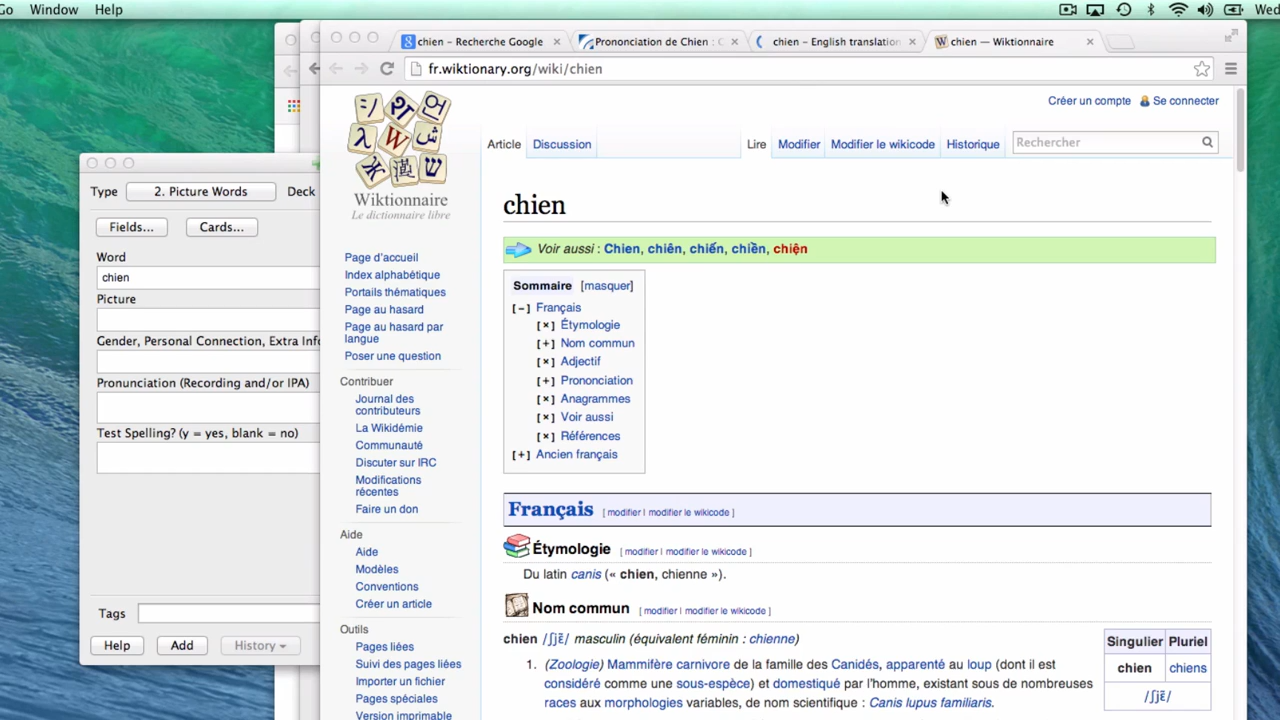 Go Window Help Wed
chien – Recherche Google
Prononciation de Chien : C
chien – English translation
chien — Wiktionnaire
fr.wiktionary.org/wiki/chien
Type 2. Picture Words Deck
Fields... Cards...
Word
chien
Picture
Gender, Personal Connection, Extra Info
Pronunciation (Recording and/or IPA)
Test Spelling? (y = yes, blank = no)
Tags
Help Add History
Wiktionnaire
Le dictionnaire libre
Page d'accueil
Index alphabétique
Portails thématiques
Page au hasard
Page au hasard par
langue
Poser une question
Contribuer
Journal des
contributeurs
La Wikidémie
Communauté
Discuter sur IRC
Modifications
récentes
Faire un don
Aide
Aide
Modèles
Conventions
Créer un article
Outils
Pages liées
Suivi des pages liées
Importer un fichier
Pages spéciales
Version imprimable
Créer un compte Se connecter
Article Discussion Lire Modifier Modifier le wikicode Historique Rechercher
chien
Voir aussi : Chien, chiên, chiến, chiền, chiện
Sommaire [masquer]
[−] Français
[×] Étymologie
[+] Nom commun
[×] Adjectif
[+] Prononciation
[×] Anagrammes
[×] Voir aussi
[×] Références
[+] Ancien français
Français [ modifier | modifier le wikicode ]
Étymologie [ modifier | modifier le wikicode ]
Du latin canis (« chien, chienne »).
Nom commun [ modifier | modifier le wikicode ]
chien /ʃjɛ̃/ masculin (équivalent féminin : chienne)
1. (Zoologie) Mammifère carnivore de la famille des Canidés, apparenté au loup (dont il est
considéré comme une sous-espèce) et domestiqué par l'homme, existant sous de nombreuses
races aux morphologies variables, de nom scientifique : Canis lupus familiaris.
Singulier Pluriel
chien chiens
/ʃjɛ̃/